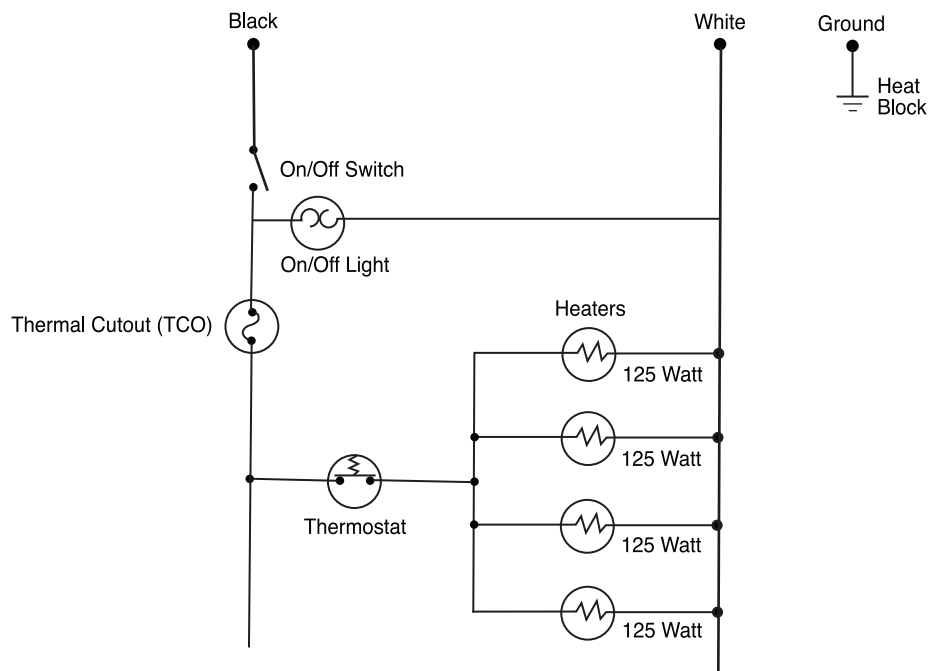 Black
White
Ground
Heat
Block
On/Off Switch
On/Off Light
Thermal Cutout (TCO)
Heaters
125 Watt
125 Watt
Thermostat
125 Watt
125 Watt